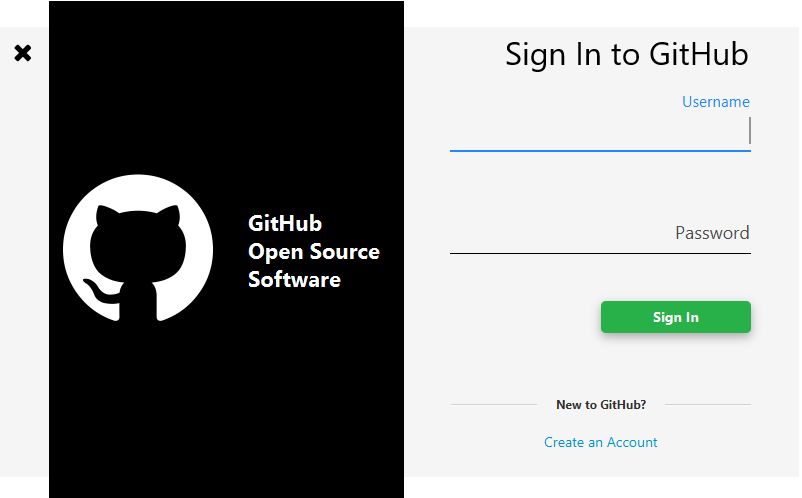 GitHub
Open Source
Software
Sign In to GitHub
Username
Password
Sign In
New to GitHub?
Create an Account